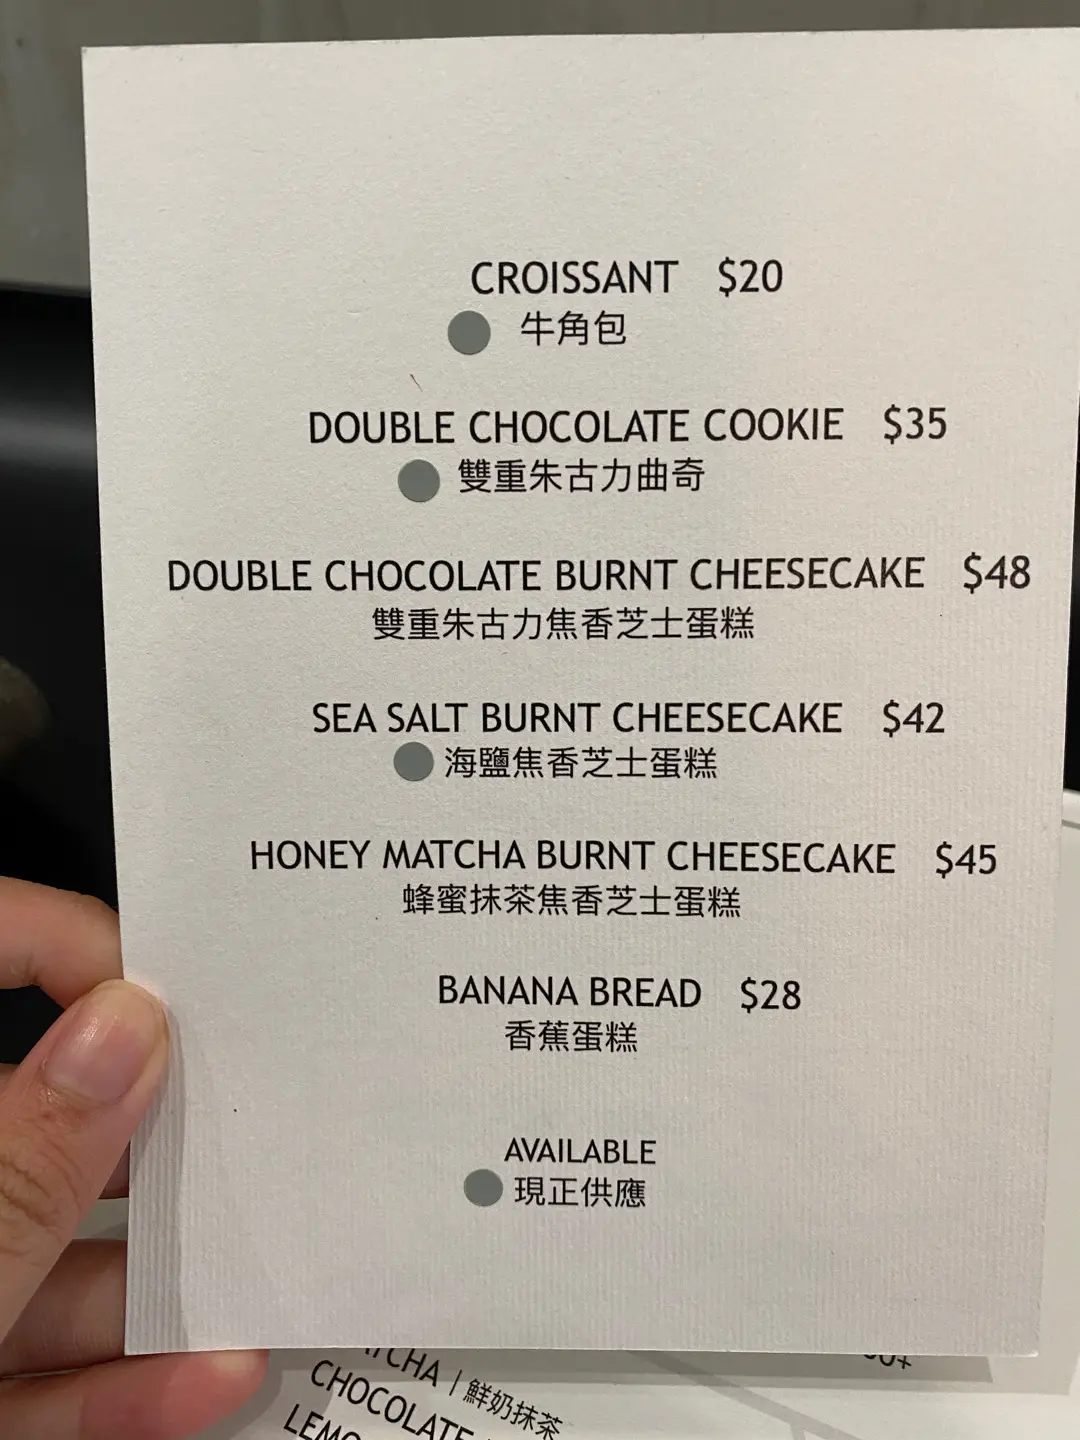 CROISSANT $20
牛角包
DOUBLE CHOCOLATE COOKIE $35
雙重朱古力曲奇
DOUBLE CHOCOLATE BURNT CHEESECAKE $48
雙重朱古力焦香芝士蛋糕
SEA SALT BURNT CHEESECAKE $42
海鹽焦香芝士蛋糕
HONEY MATCHA BURNT CHEESECAKE $45
蜂蜜抹茶焦香芝士蛋糕
BANANA BREAD $28
香蕉蛋糕
AVAILABLE
現正供應
| 鮮奶抹茶
CHOCOLATE